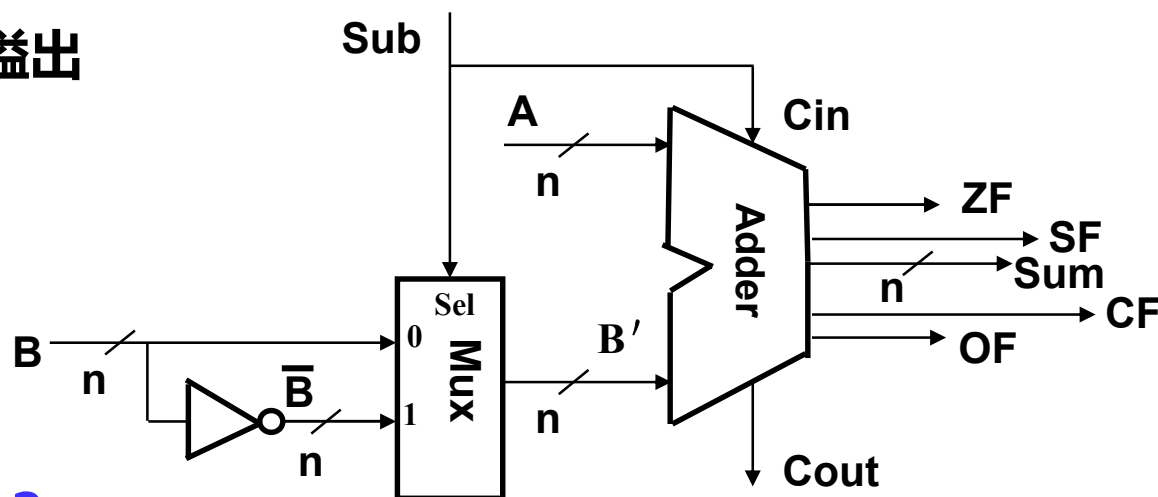 溢出
Sub
A
n
Cin
ZF
SF
Sum
n
CF
OF
Adder
Sel
0
Mux
1
B
n
B̅
n
B′
n
Cout